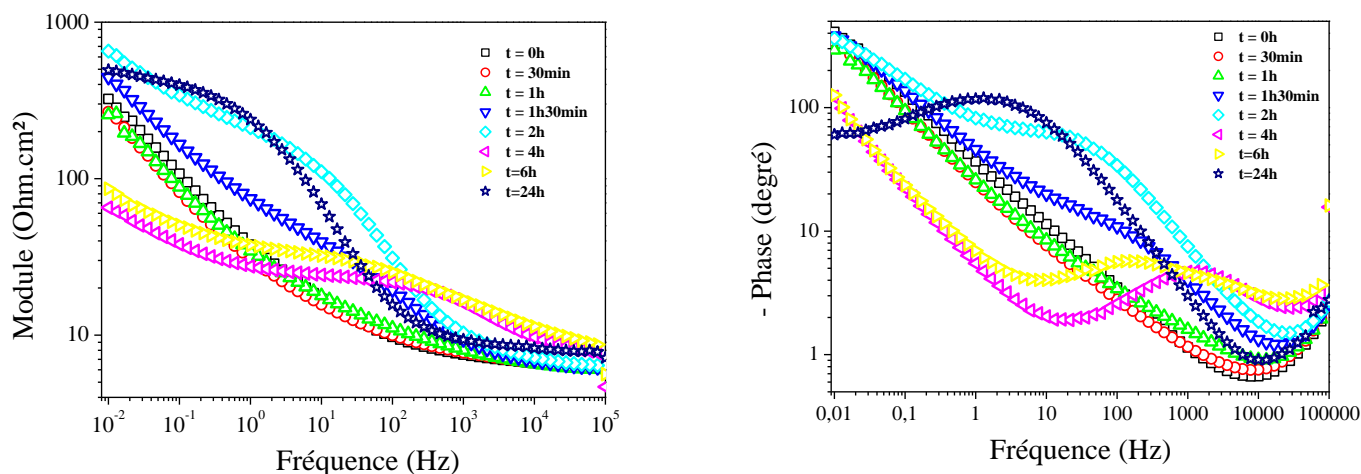 1000
100
10
Module (Ohm.cm²)
t = 0h
t = 30min
t = 1h
t = 1h30min
t = 2h
t = 4h
t=6h
t=24h
10⁻² 10⁻¹ 10⁰ 10¹ 10² 10³ 10⁴ 10⁵
Fréquence (Hz)
100
10
1
- Phase (degré)
t = 0h
t = 30min
t = 1h
t = 1h30min
t = 2h
t = 4h
t=6h
t=24h
0,01 0,1 1 10 100 1000 10000 100000
Fréquence (Hz)